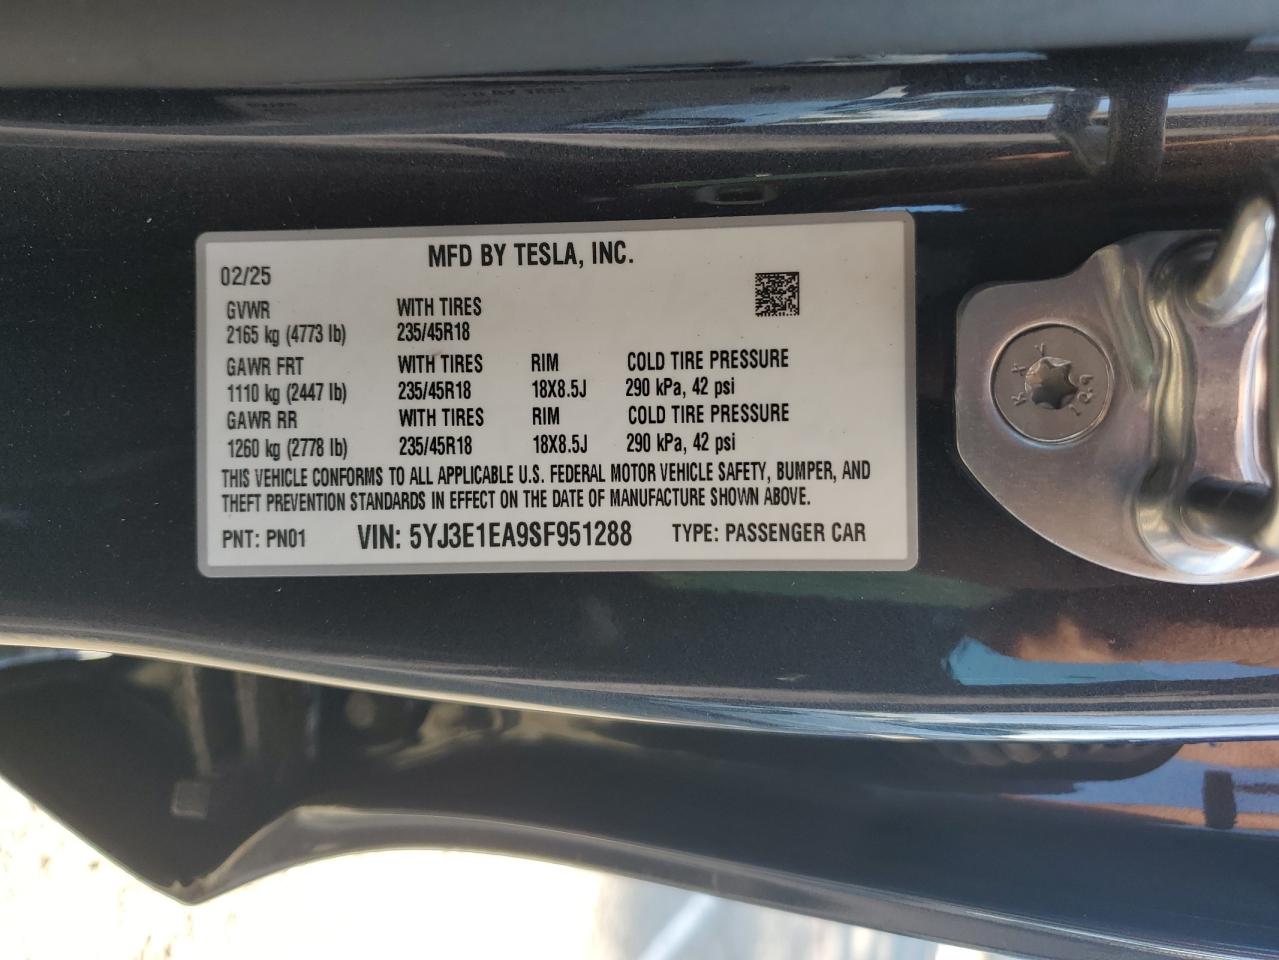 MFD BY TESLA, INC.
02/25
GVWR WITH TIRES
2165 kg (4773 lb) 235/45R18
GAWR FRT WITH TIRES RIM COLD TIRE PRESSURE
1110 kg (2447 lb) 235/45R18 18X8.5J 290 kPa, 42 psi
GAWR RR WITH TIRES RIM COLD TIRE PRESSURE
1260 kg (2778 lb) 235/45R18 18X8.5J 290 kPa, 42 psi
THIS VEHICLE CONFORMS TO ALL APPLICABLE U.S. FEDERAL MOTOR VEHICLE SAFETY, BUMPER, AND
THEFT PREVENTION STANDARDS IN EFFECT ON THE DATE OF MANUFACTURE SHOWN ABOVE.
PNT: PN01 VIN: 5YJ3E1EA9SF951288 TYPE: PASSENGER CAR